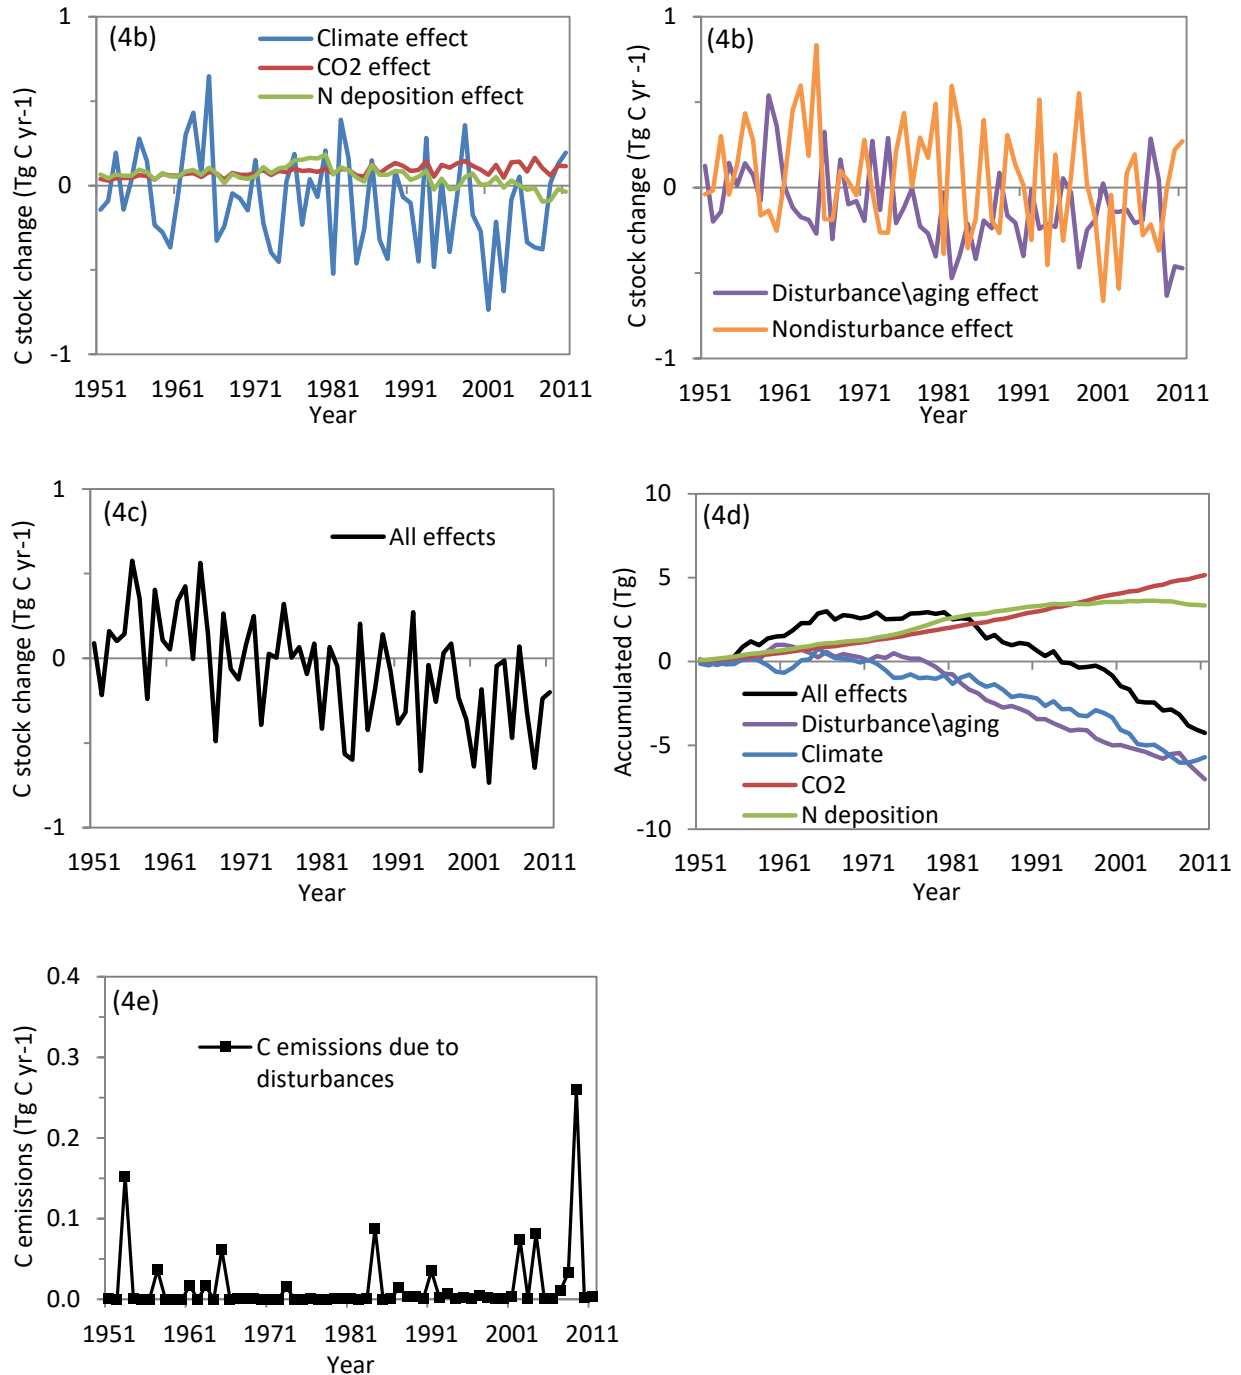 (4b)
Climate effect
CO2 effect
N deposition effect
C stock change (Tg C yr-1)
1
0
-1
1951 1961 1971 1981 1991 2001 2011
Year
(4b)
Disturbance\aging effect
Nondisturbance effect
C stock change (Tg C yr -1)
1
0
-1
1951 1961 1971 1981 1991 2001 2011
Year
(4c)
All effects
C stock change (Tg C yr-1)
1
0
-1
1951 1961 1971 1981 1991 2001 2011
Year
(4d)
All effects
Disturbance\aging
Climate
CO2
N deposition
Accumulated C (Tg)
10
5
0
-5
-10
1951 1961 1971 1981 1991 2001 2011
Year
(4e)
C emissions due to
disturbances
C emissions (Tg C yr-1)
0.4
0.3
0.2
0.1
0.0
1951 1961 1971 1981 1991 2001 2011
Year